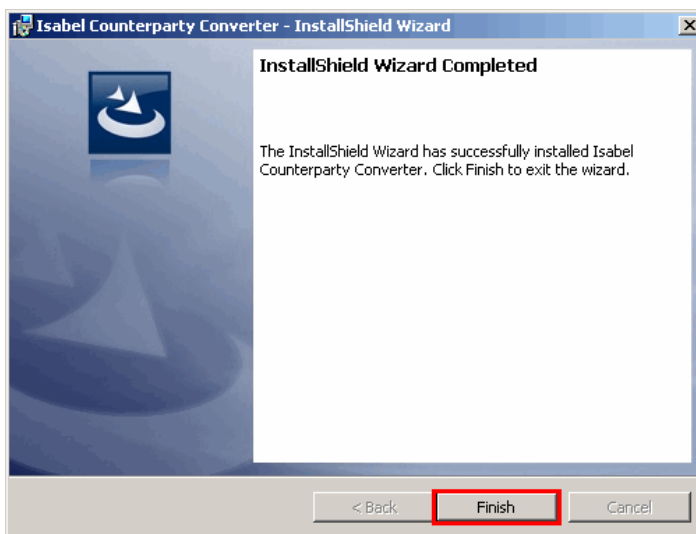 Isabel Counterparty Converter - InstallShield Wizard
InstallShield Wizard Completed
The InstallShield Wizard has successfully installed Isabel
Counterparty Converter. Click Finish to exit the wizard.
< Back Finish Cancel